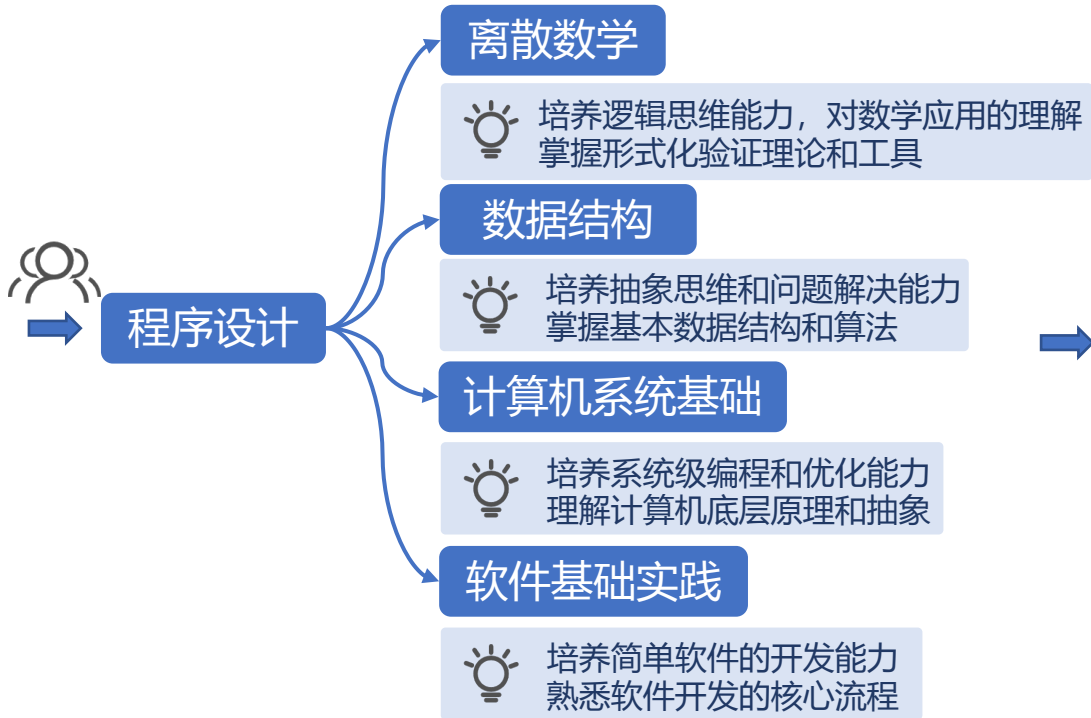 离散数学
培养逻辑思维能力，对数学应用的理解
掌握形式化验证理论和工具
数据结构
培养抽象思维和问题解决能力
掌握基本数据结构和算法
程序设计
计算机系统基础
培养系统级编程和优化能力
理解计算机底层原理和抽象
软件基础实践
培养简单软件的开发能力
熟悉软件开发的核心流程